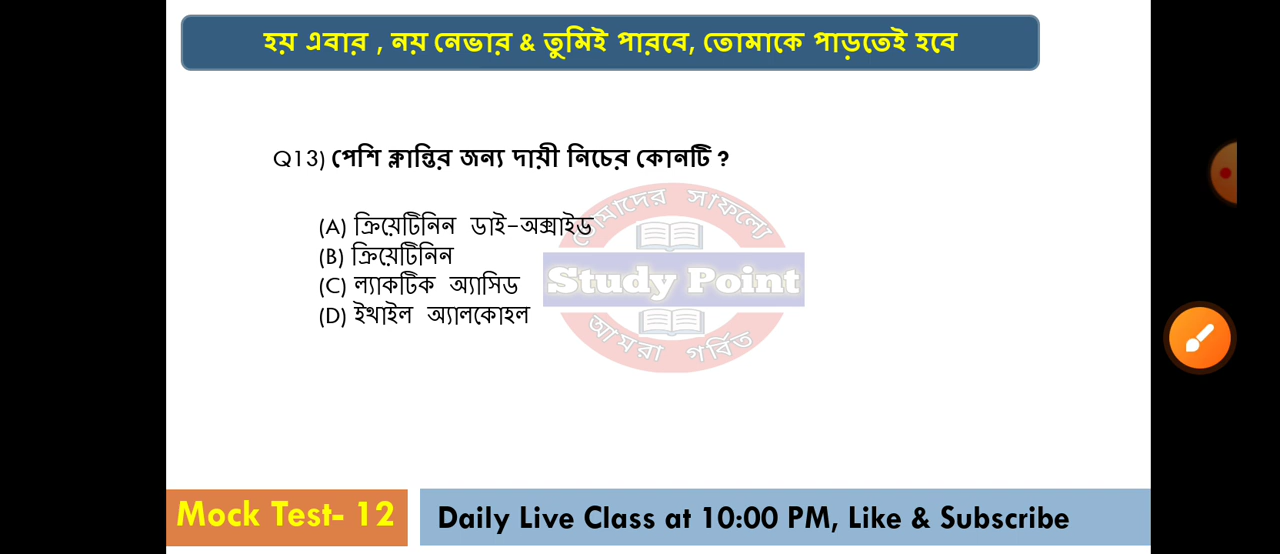 হয় এবার , নয় নেভার & তুমিই পারবে, তোমাকে পাড়তেই হবে
Q13) পেশি ক্লান্তির জন্য দায়ী নিচের কোনটি ?
তোমাদের সাফল্যে
(A) ক্রিয়েটিনিন ডাই-অক্সাইড
(B) ক্রিয়েটিনিন
(C) ল্যাকটিক অ্যাসিড
Study Point
(D) ইথাইল অ্যালকোহল
আমরা গর্বিত
Mock Test- 12
Daily Live Class at 10:00 PM, Like & Subscribe